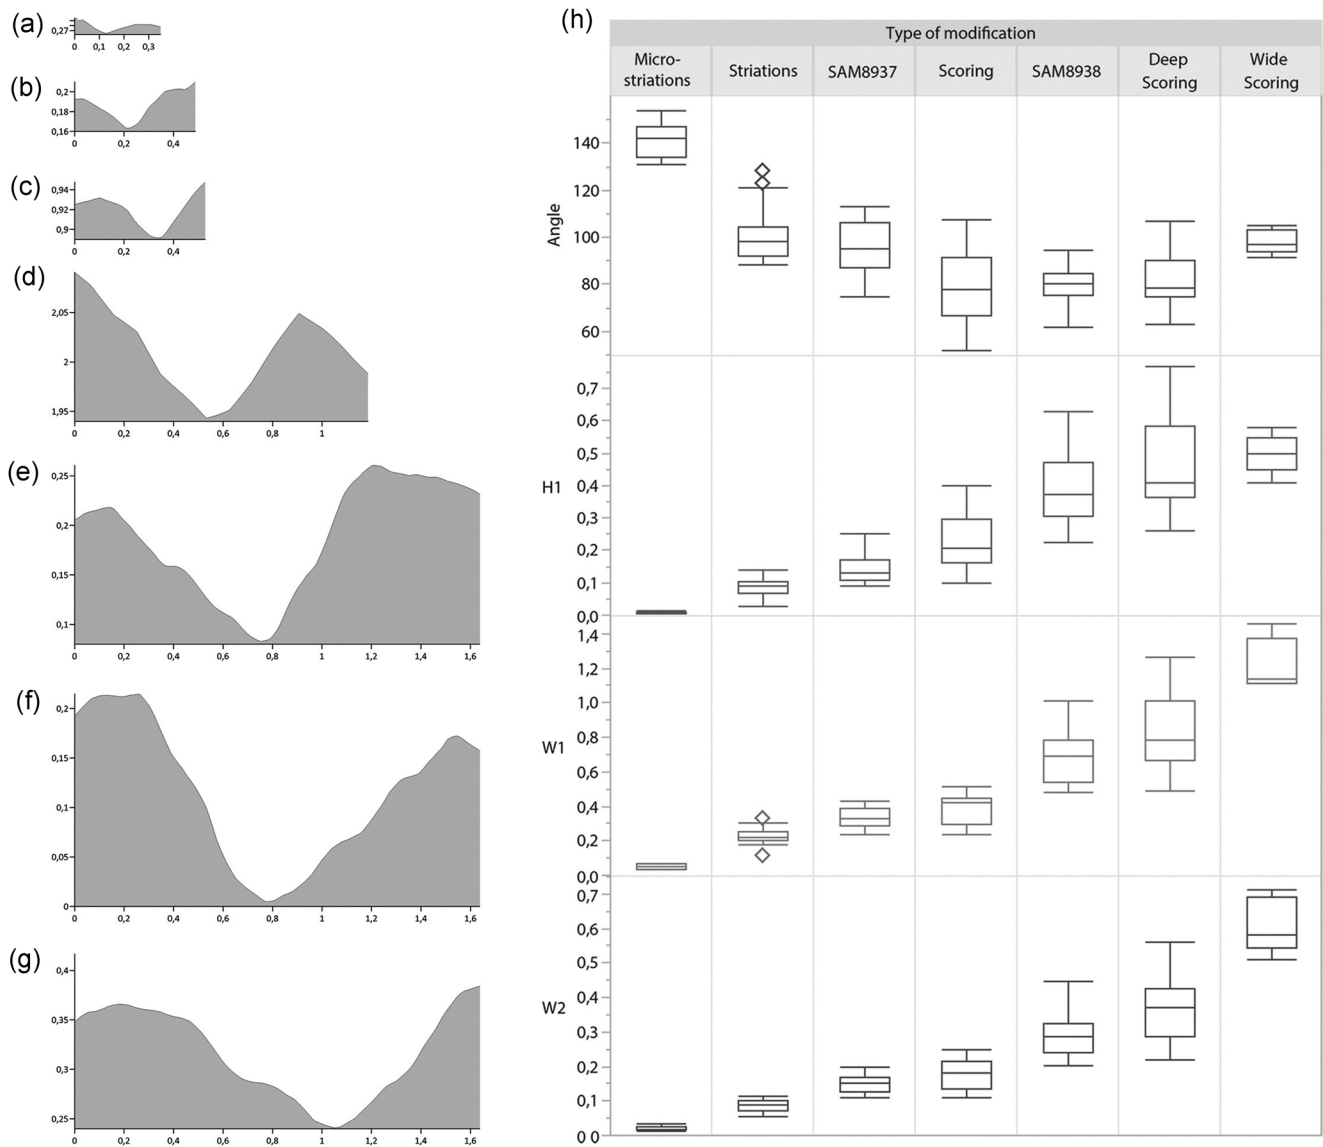 (a)
0,27
0 0,1 0,2 0,3
(b)
0,2
0,18
0,16
0 0,2 0,4
(c)
0,94
0,92
0,9
0 0,2 0,4
(d)
2,05
2
1,95
0 0,2 0,4 0,6 0,8 1
(e)
0,25
0,2
0,15
0,1
0 0,2 0,4 0,6 0,8 1 1,2 1,4 1,6
(f)
0,2
0,15
0,1
0,05
0
0 0,2 0,4 0,6 0,8 1 1,2 1,4 1,6
(g)
0,4
0,35
0,3
0,25
0 0,2 0,4 0,6 0,8 1 1,2 1,4 1,6
(h)
Type of modification
Micro-
striations
Striations
SAM8937
Scoring
SAM8938
Deep
Scoring
Wide
Scoring
Angle
140
120
100
80
60
H1
0,7
0,6
0,5
0,4
0,3
0,2
0,1
0,0
W1
1,4
1,2
1,0
0,8
0,6
0,4
0,2
0,0
W2
0,7
0,6
0,5
0,4
0,3
0,2
0,1
0 0